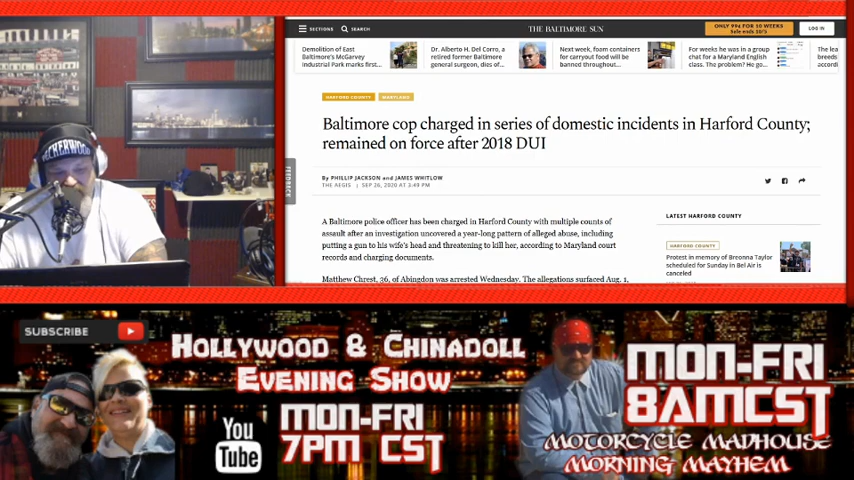 SECTIONS
SEARCH
THE BALTIMORE SUN
ONLY 99¢ FOR 50 WEEKS
Sale ends 10/5
LOG IN
Demolition of East
Baltimore's McGarvey
Industrial Park marks first...
Dr. Alberto H. Del Corro, a
retired former Baltimore
general surgeon, dies of...
Next week, foam containers
for carryout food will be
banned throughout...
For weeks he was in a group
chat for a Maryland English
class. The problem? He go...
The lea
breeds
accordi
HARFORD COUNTY
MARYLAND
Baltimore cop charged in series of domestic incidents in Harford County;
remained on force after 2018 DUI
By PHILLIP JACKSON and JAMES WHITLOW
THE AEGIS | SEP 26, 2020 AT 3:49 PM
FEEDBACK
A Baltimore police officer has been charged in Harford County with multiple counts of
assault after an investigation uncovered a year-long pattern of alleged abuse, including
putting a gun to his wife's head and threatening to kill her, according to Maryland court
records and charging documents.
Matthew Chrest, 36, of Abingdon was arrested Wednesday. The allegations surfaced Aug. 1,
LATEST HARFORD COUNTY
HARFORD COUNTY
Protest in memory of Breonna Taylor
scheduled for Sunday in Bel Air is
canceled
PECKERWOOD
SUBSCRIBE
HOLLYWOOD & CHINADOLL
EVENING SHOW
You
Tube
MON-FRI
7PM CST
MON-FRI
8AMCST
MOTORCYCLE MADHOUSE
MORNING MAYHEM